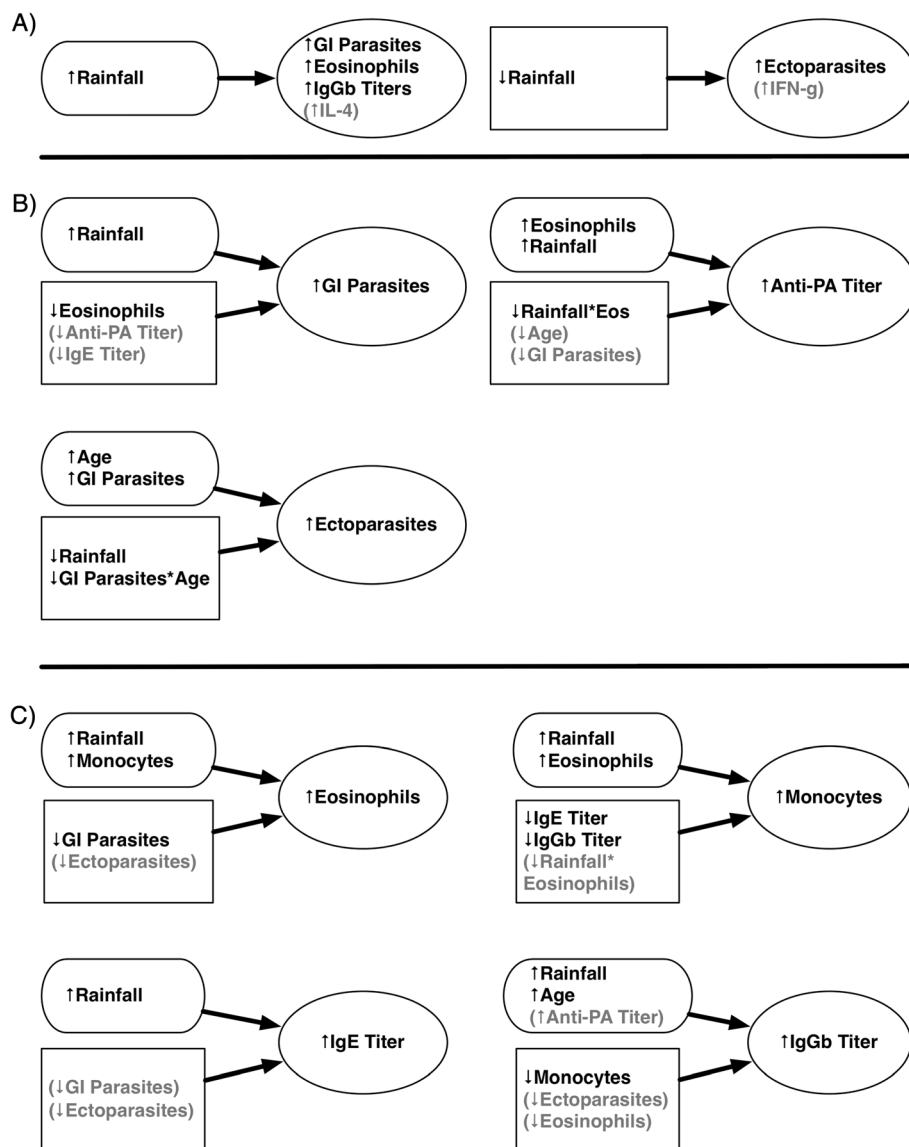 A)
↑Rainfall
↑GI Parasites
↑Eosinophils
↑IgGb Titers
(↑IL-4)
↓Rainfall
↑Ectoparasites
(↑IFN-g)
B)
↑Rainfall
↓Eosinophils
(↓Anti-PA Titer)
(↓IgE Titer)
↑GI Parasites
↑Eosinophils
↑Rainfall
↓Rainfall*Eos
(↓Age)
(↓GI Parasites)
↑Anti-PA Titer
↑Age
↑GI Parasites
↓Rainfall
↓GI Parasites*Age
↑Ectoparasites
C)
↑Rainfall
↑Monocytes
↓GI Parasites
(↓Ectoparasites)
↑Eosinophils
↑Rainfall
↑Eosinophils
↓IgE Titer
↓IgGb Titer
(↓Rainfall*
Eosinophils)
↑Monocytes
↑Rainfall
(↓GI Parasites)
(↓Ectoparasites)
↑IgE Titer
↑Rainfall
↑Age
(↑Anti-PA Titer)
↓Monocytes
(↓Ectoparasites)
(↓Eosinophils)
↑IgGb Titer